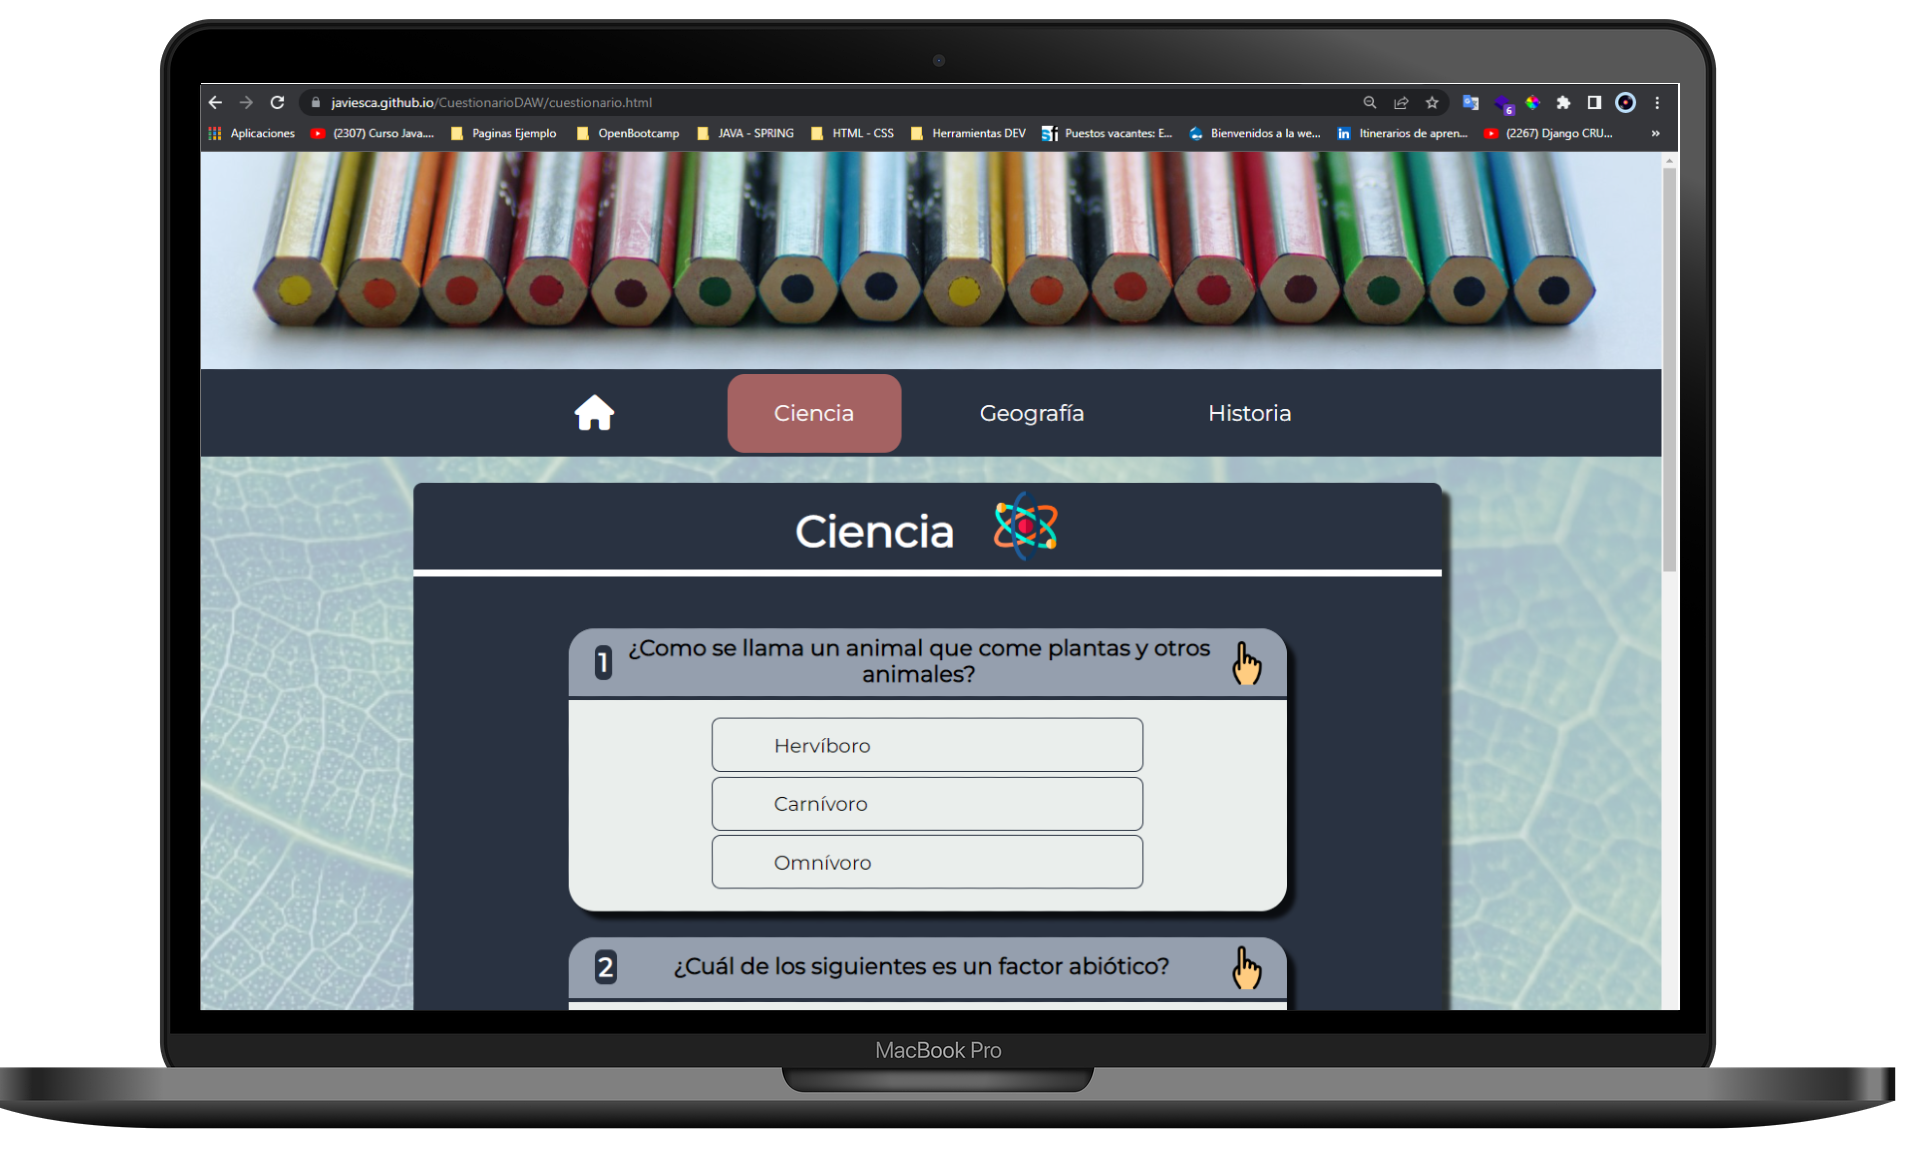 javiesca.github.io/CuestionarioDAW/cuestionario.html
6
Aplicaciones (2307) Curso Java.... Paginas Ejemplo OpenBootcamp JAVA - SPRING HTML - CSS Herramientas DEV Puestos vacantes: E... Bienvenidos a la we... Itinerarios de apren... (2267) Django CRU... »
Ciencia Geografía Historia
Ciencia
1 ¿Como se llama un animal que come plantas y otros
animales?
Hervíboro
Carnívoro
Omnívoro
2 ¿Cuál de los siguientes es un factor abiótico?
MacBook Pro